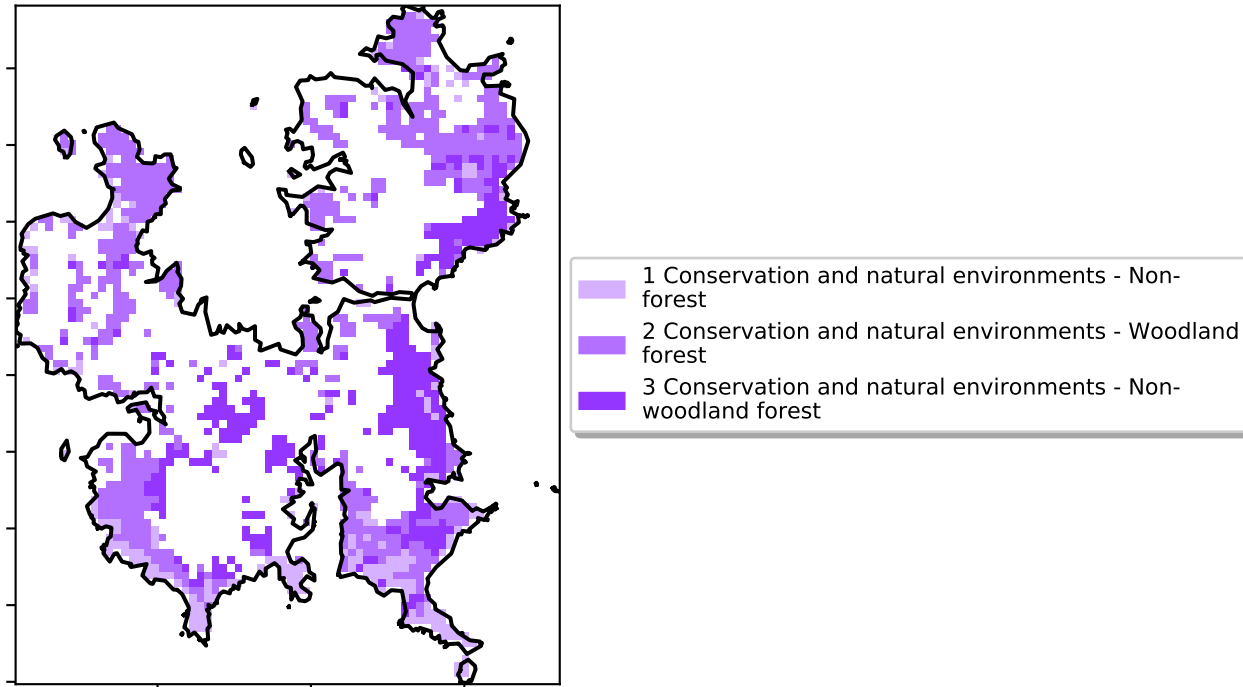 1 Conservation and natural environments - Non-
forest
2 Conservation and natural environments - Woodland
forest
3 Conservation and natural environments - Non-
woodland forest